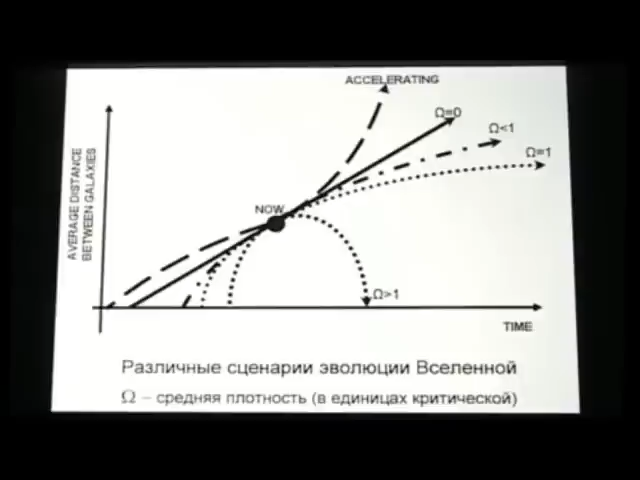 ACCELERATING
Ω=0
Ω<1
Ω=1
AVERAGE DISTANCE
BETWEEN GALAXIES
NOW
Ω>1
TIME
Различные сценарии эволюции Вселенной
Ω – средняя плотность (в единицах критической)